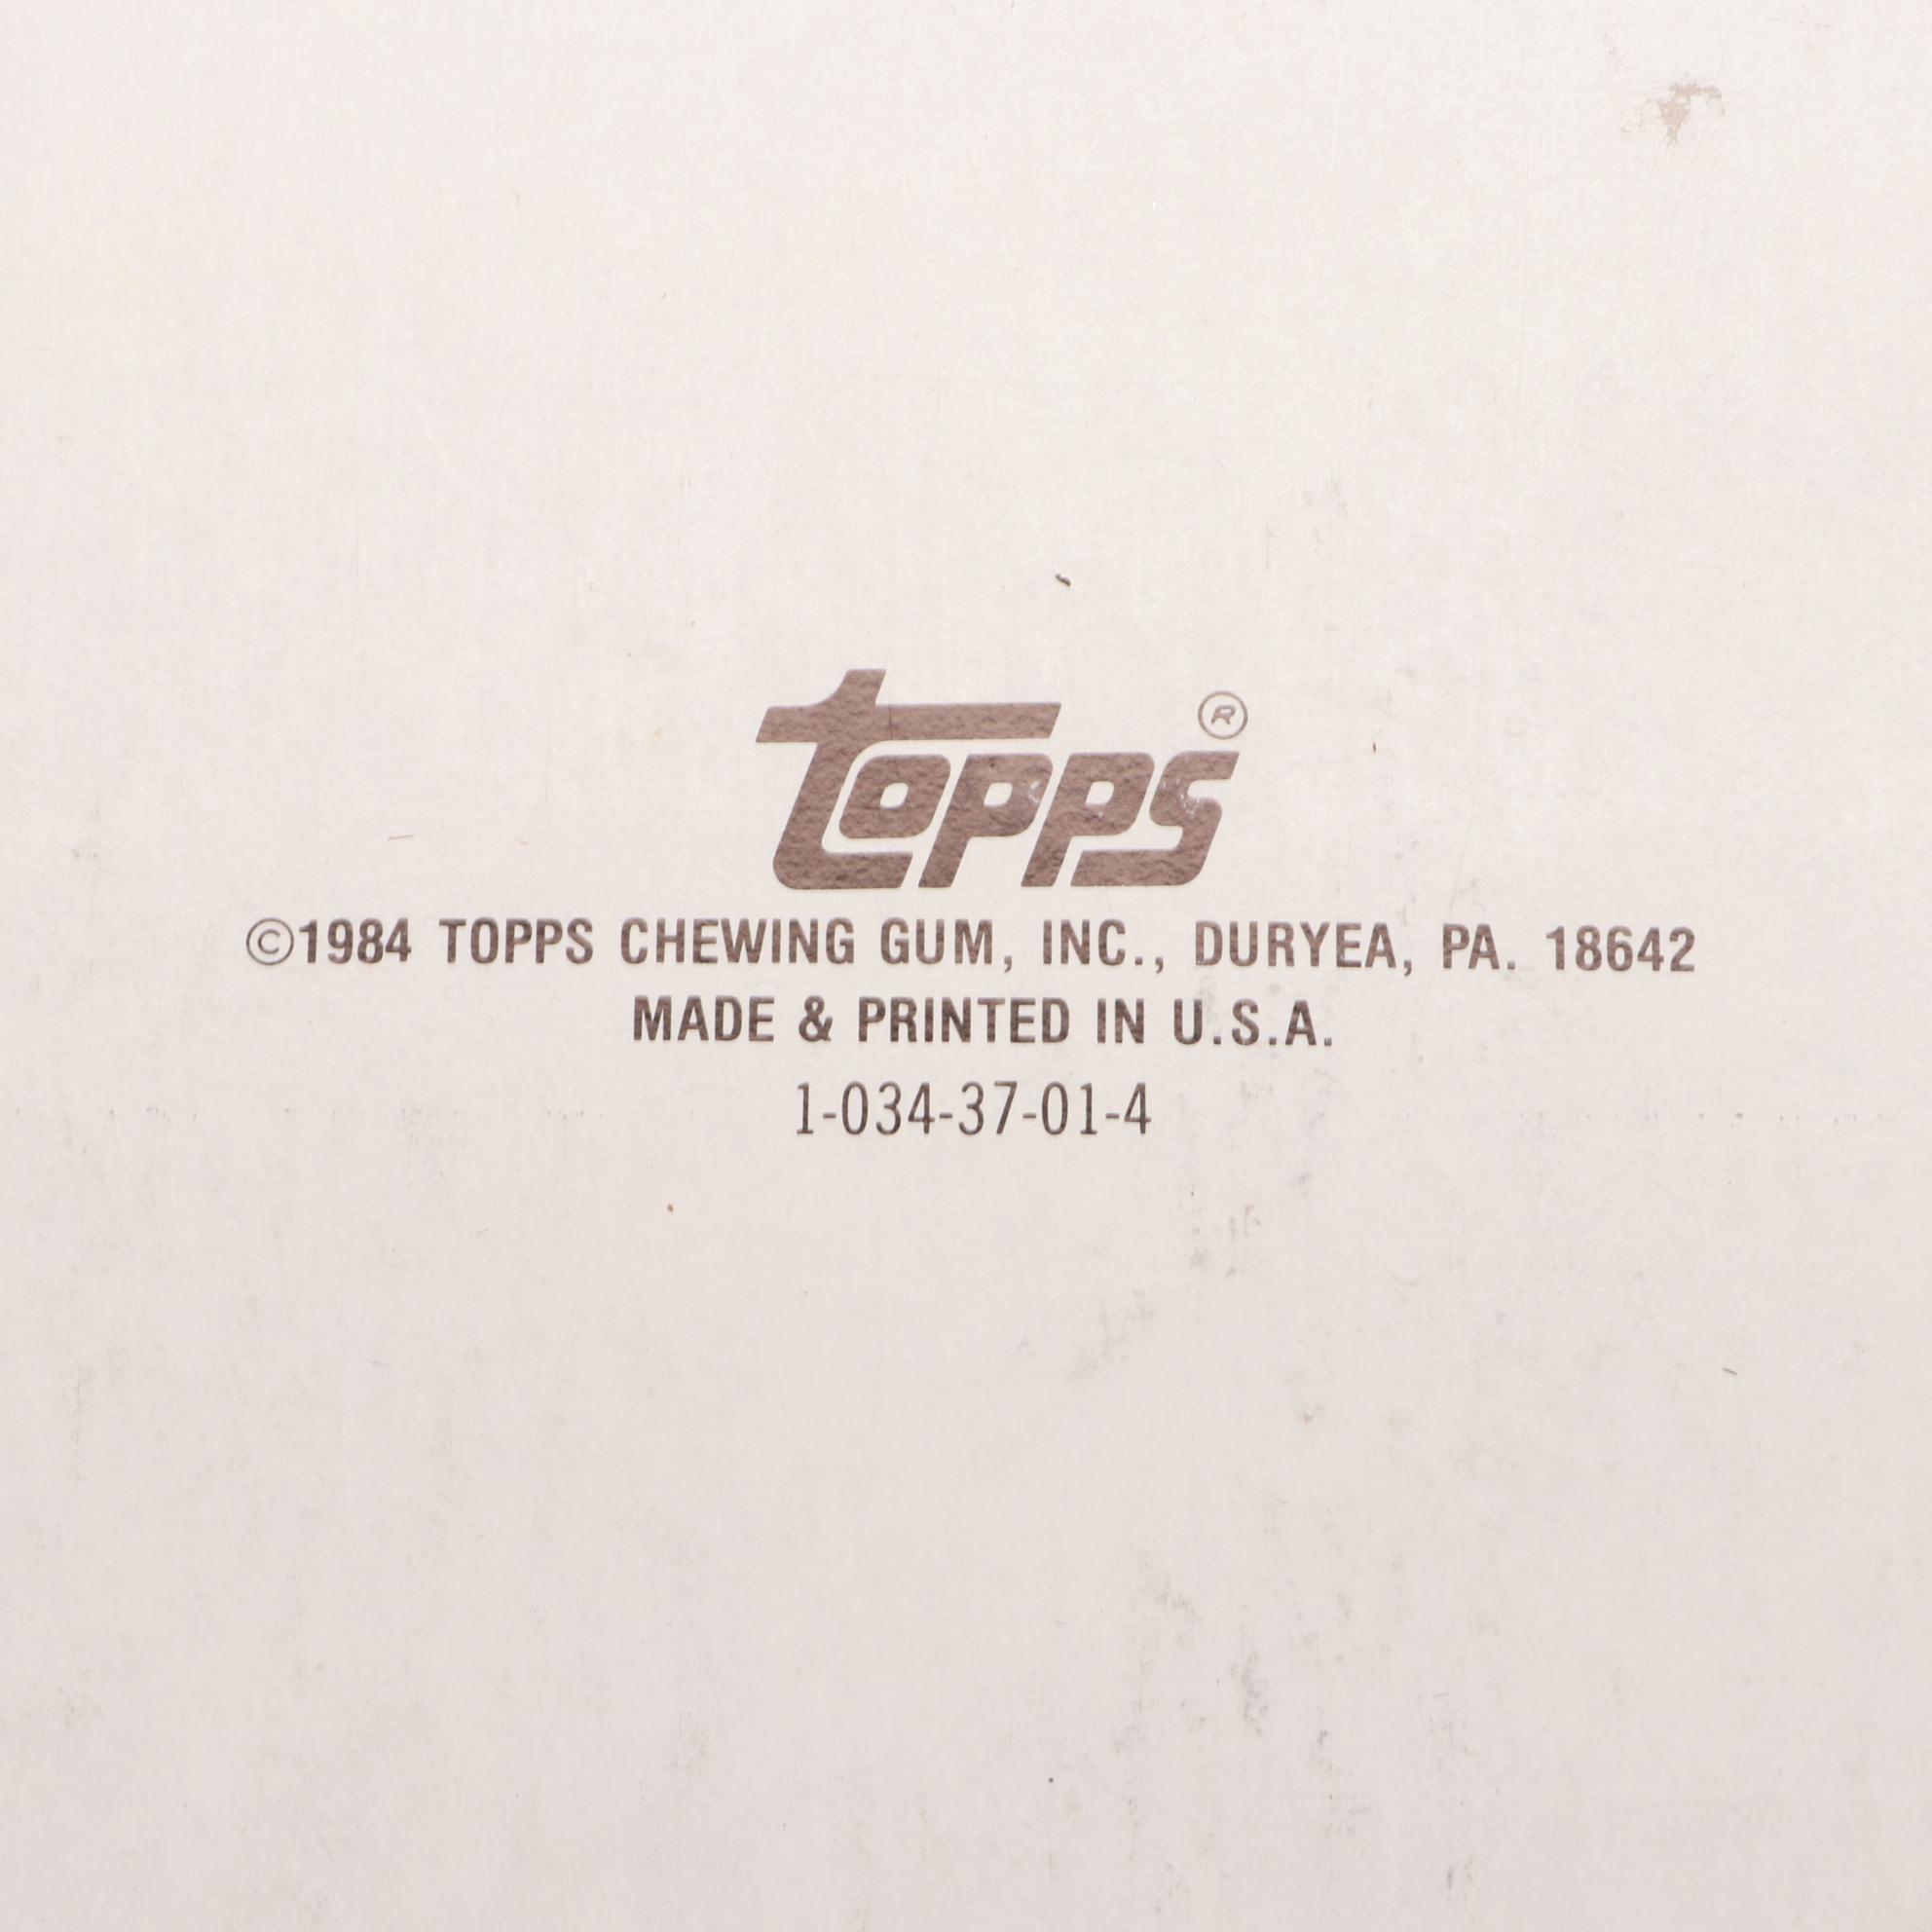 topps®
©1984 TOPPS CHEWING GUM, INC., DURYEA, PA. 18642
MADE & PRINTED IN U.S.A.
1-034-37-01-4